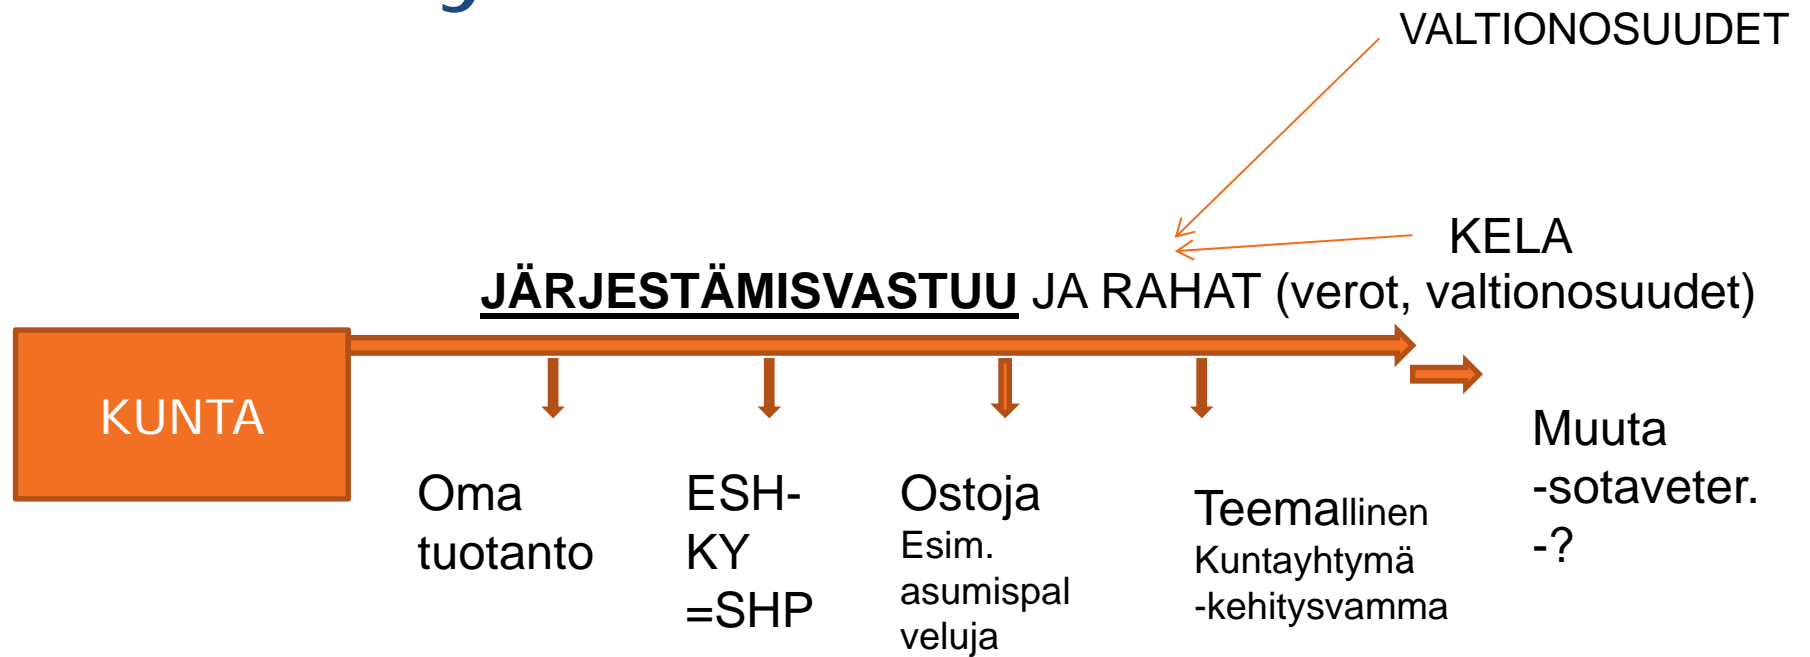 VALTIONOSUUDET
KELA
JÄRJESTÄMISVASTUU JA RAHAT (verot, valtionosuudet)
KUNTA
Oma
tuotanto
ESH-
KY
=SHP
Ostoja
Esim.
asumispal
veluja
Teemallinen
Kuntayhtymä
-kehitysvamma
Muuta
-sotaveter.
-?